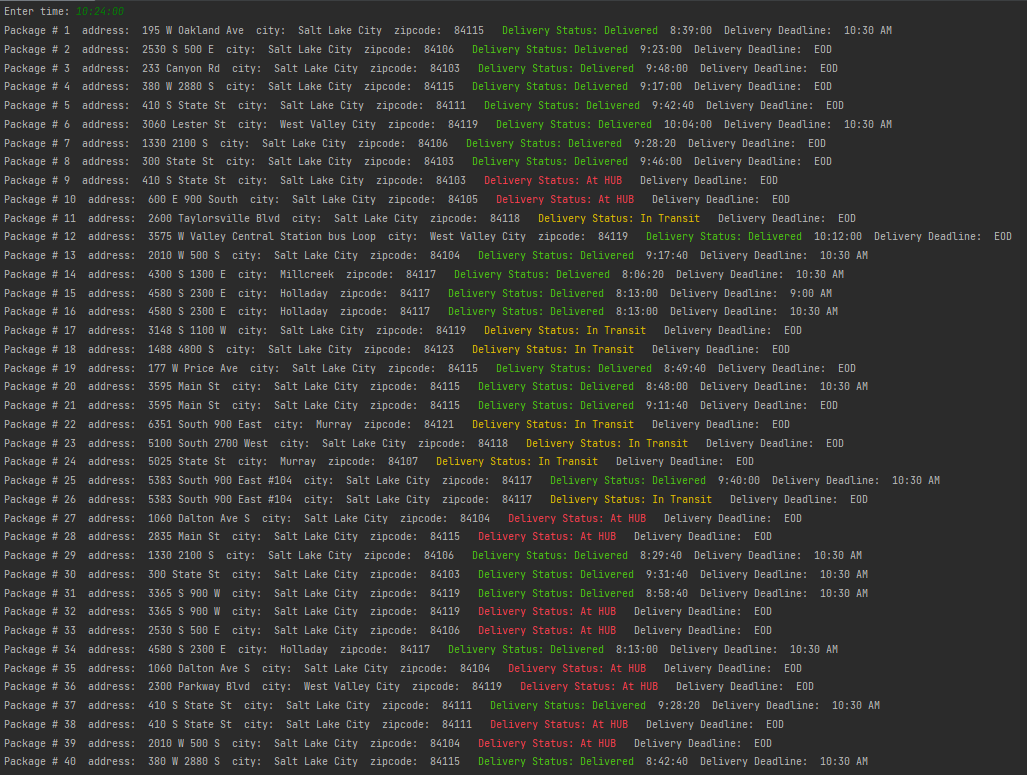 Enter time: 10:24:00
Package # 1 address: 195 W Oakland Ave city: Salt Lake City zipcode: 84115 Delivery Status: Delivered 8:39:00 Delivery Deadline: 10:30 AM
Package # 2 address: 2530 S 500 E city: Salt Lake City zipcode: 84106 Delivery Status: Delivered 9:23:00 Delivery Deadline: EOD
Package # 3 address: 233 Canyon Rd city: Salt Lake City zipcode: 84103 Delivery Status: Delivered 9:48:00 Delivery Deadline: EOD
Package # 4 address: 380 W 2880 S city: Salt Lake City zipcode: 84115 Delivery Status: Delivered 9:17:00 Delivery Deadline: EOD
Package # 5 address: 410 S State St city: Salt Lake City zipcode: 84111 Delivery Status: Delivered 9:42:40 Delivery Deadline: EOD
Package # 6 address: 3060 Lester St city: West Valley City zipcode: 84119 Delivery Status: Delivered 10:04:00 Delivery Deadline: 10:30 AM
Package # 7 address: 1330 2100 S city: Salt Lake City zipcode: 84106 Delivery Status: Delivered 9:28:20 Delivery Deadline: EOD
Package # 8 address: 300 State St city: Salt Lake City zipcode: 84103 Delivery Status: Delivered 9:46:00 Delivery Deadline: EOD
Package # 9 address: 410 S State St city: Salt Lake City zipcode: 84103 Delivery Status: At HUB Delivery Deadline: EOD
Package # 10 address: 600 E 900 South city: Salt Lake City zipcode: 84105 Delivery Status: At HUB Delivery Deadline: EOD
Package # 11 address: 2600 Taylorsville Blvd city: Salt Lake City zipcode: 84118 Delivery Status: In Transit Delivery Deadline: EOD
Package # 12 address: 3575 W Valley Central Station bus Loop city: West Valley City zipcode: 84119 Delivery Status: Delivered 10:12:00 Delivery Deadline: EOD
Package # 13 address: 2010 W 500 S city: Salt Lake City zipcode: 84104 Delivery Status: Delivered 9:17:40 Delivery Deadline: 10:30 AM
Package # 14 address: 4300 S 1300 E city: Millcreek zipcode: 84117 Delivery Status: Delivered 8:06:20 Delivery Deadline: 10:30 AM
Package # 15 address: 4580 S 2300 E city: Holladay zipcode: 84117 Delivery Status: Delivered 8:13:00 Delivery Deadline: 9:00 AM
Package # 16 address: 4580 S 2300 E city: Holladay zipcode: 84117 Delivery Status: Delivered 8:13:00 Delivery Deadline: 10:30 AM
Package # 17 address: 3148 S 1100 W city: Salt Lake City zipcode: 84119 Delivery Status: In Transit Delivery Deadline: EOD
Package # 18 address: 1488 4800 S city: Salt Lake City zipcode: 84123 Delivery Status: In Transit Delivery Deadline: EOD
Package # 19 address: 177 W Price Ave city: Salt Lake City zipcode: 84115 Delivery Status: Delivered 8:49:40 Delivery Deadline: EOD
Package # 20 address: 3595 Main St city: Salt Lake City zipcode: 84115 Delivery Status: Delivered 8:48:00 Delivery Deadline: 10:30 AM
Package # 21 address: 3595 Main St city: Salt Lake City zipcode: 84115 Delivery Status: Delivered 9:11:40 Delivery Deadline: EOD
Package # 22 address: 6351 South 900 East city: Murray zipcode: 84121 Delivery Status: In Transit Delivery Deadline: EOD
Package # 23 address: 5100 South 2700 West city: Salt Lake City zipcode: 84118 Delivery Status: In Transit Delivery Deadline: EOD
Package # 24 address: 5025 State St city: Murray zipcode: 84107 Delivery Status: In Transit Delivery Deadline: EOD
Package # 25 address: 5383 South 900 East #104 city: Salt Lake City zipcode: 84117 Delivery Status: Delivered 9:40:00 Delivery Deadline: 10:30 AM
Package # 26 address: 5383 South 900 East #104 city: Salt Lake City zipcode: 84117 Delivery Status: In Transit Delivery Deadline: EOD
Package # 27 address: 1060 Dalton Ave S city: Salt Lake City zipcode: 84104 Delivery Status: At HUB Delivery Deadline: EOD
Package # 28 address: 2835 Main St city: Salt Lake City zipcode: 84115 Delivery Status: At HUB Delivery Deadline: EOD
Package # 29 address: 1330 2100 S city: Salt Lake City zipcode: 84106 Delivery Status: Delivered 8:29:40 Delivery Deadline: 10:30 AM
Package # 30 address: 300 State St city: Salt Lake City zipcode: 84103 Delivery Status: Delivered 9:31:40 Delivery Deadline: 10:30 AM
Package # 31 address: 3365 S 900 W city: Salt Lake City zipcode: 84119 Delivery Status: Delivered 8:58:40 Delivery Deadline: 10:30 AM
Package # 32 address: 3365 S 900 W city: Salt Lake City zipcode: 84119 Delivery Status: At HUB Delivery Deadline: EOD
Package # 33 address: 2530 S 500 E city: Salt Lake City zipcode: 84106 Delivery Status: At HUB Delivery Deadline: EOD
Package # 34 address: 4580 S 2300 E city: Holladay zipcode: 84117 Delivery Status: Delivered 8:13:00 Delivery Deadline: 10:30 AM
Package # 35 address: 1060 Dalton Ave S city: Salt Lake City zipcode: 84104 Delivery Status: At HUB Delivery Deadline: EOD
Package # 36 address: 2300 Parkway Blvd city: West Valley City zipcode: 84119 Delivery Status: At HUB Delivery Deadline: EOD
Package # 37 address: 410 S State St city: Salt Lake City zipcode: 84111 Delivery Status: Delivered 9:28:20 Delivery Deadline: 10:30 AM
Package # 38 address: 410 S State St city: Salt Lake City zipcode: 84111 Delivery Status: At HUB Delivery Deadline: EOD
Package # 39 address: 2010 W 500 S city: Salt Lake City zipcode: 84104 Delivery Status: At HUB Delivery Deadline: EOD
Package # 40 address: 380 W 2880 S city: Salt Lake City zipcode: 84115 Delivery Status: Delivered 8:42:40 Delivery Deadline: 10:30 AM